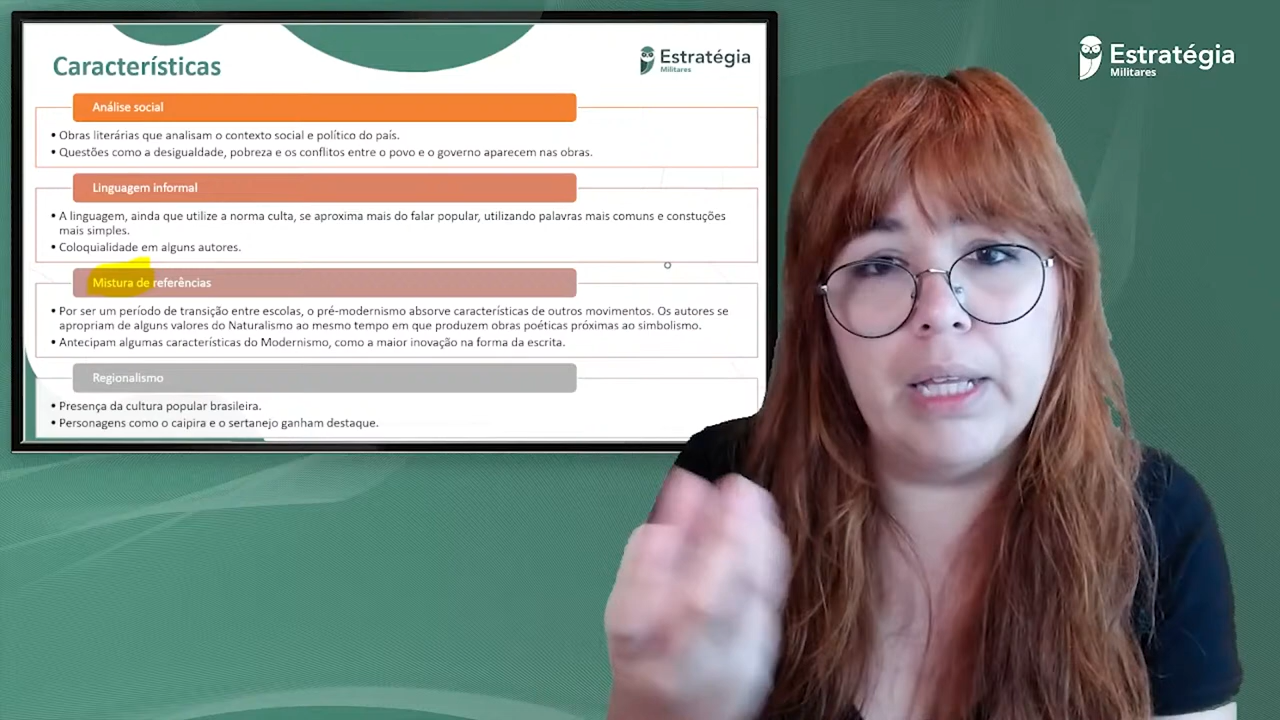 Características
Estratégia
Militares
Estratégia
Militares
Análise social
• Obras literárias que analisam o contexto social e político do país.
• Questões como a desigualdade, pobreza e os conflitos entre o povo e o governo aparecem nas obras.
Linguagem informal
• A linguagem, ainda que utilize a norma culta, se aproxima mais do falar popular, utilizando palavras mais comuns e constuções
mais simples.
• Coloquialidade em alguns autores.
Mistura de referências
• Por ser um período de transição entre escolas, o pré-modernismo absorve características de outros movimentos. Os autores se
apropriam de alguns valores do Naturalismo ao mesmo tempo em que produzem obras poéticas próximas ao simbolismo.
• Antecipam algumas características do Modernismo, como a maior inovação na forma da escrita.
Regionalismo
• Presença da cultura popular brasileira.
• Personagens como o caipira e o sertanejo ganham destaque.